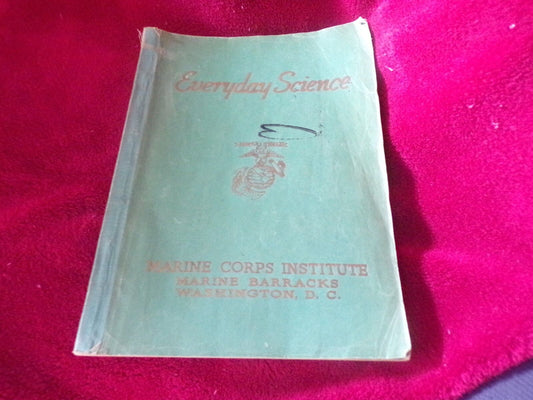 Everyday Science
MARINE CORPS INSTITUTE
MARINE BARRACKS
WASHINGTON, D. C.